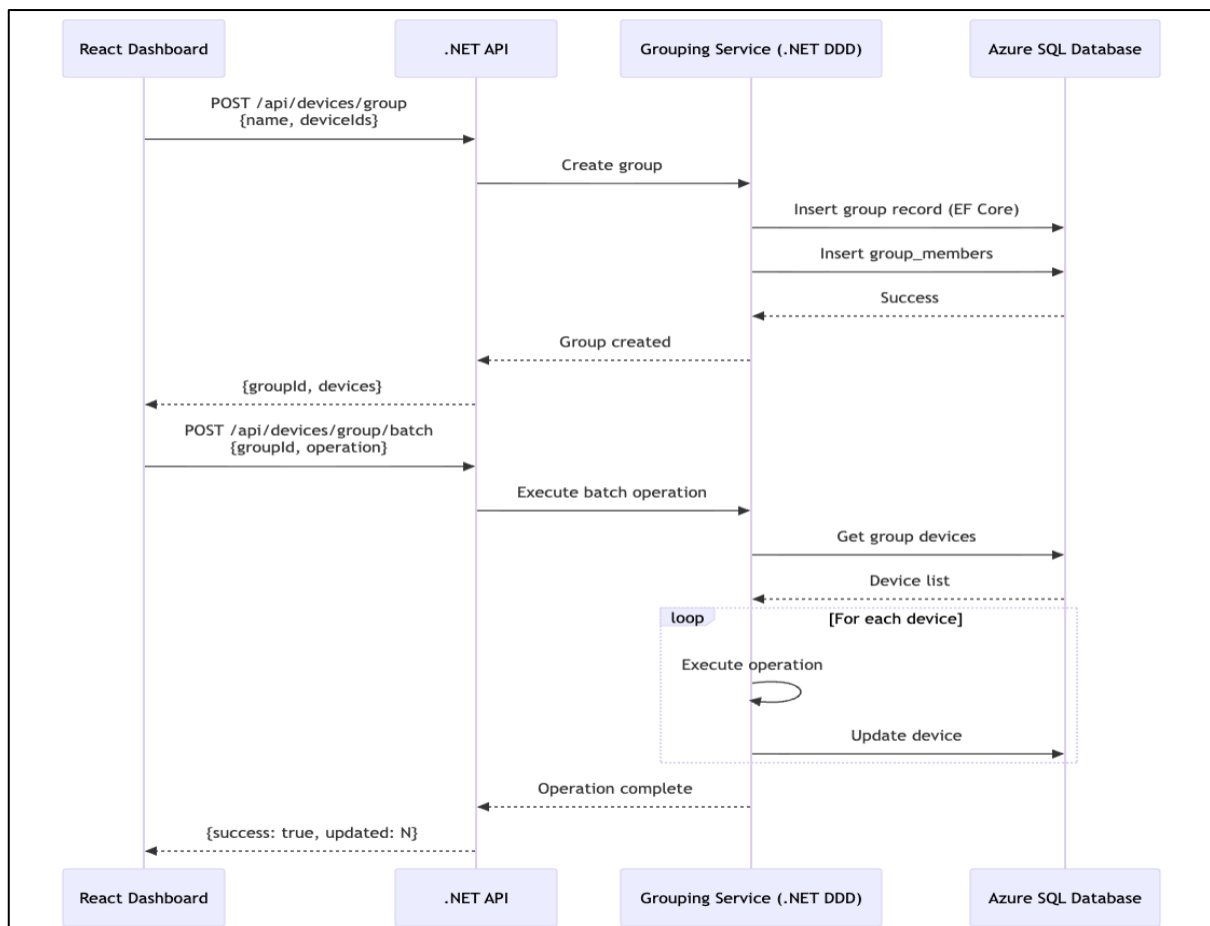 React Dashboard
.NET API
Grouping Service (.NET DDD)
Azure SQL Database
POST /api/devices/group
{name, deviceIds}
Create group
Insert group record (EF Core)
Insert group_members
Success
Group created
{groupId, devices}
POST /api/devices/group/batch
{groupId, operation}
Execute batch operation
Get group devices
Device list
loop
[For each device]
Execute operation
Update device
Operation complete
{success: true, updated: N}
React Dashboard
.NET API
Grouping Service (.NET DDD)
Azure SQL Database